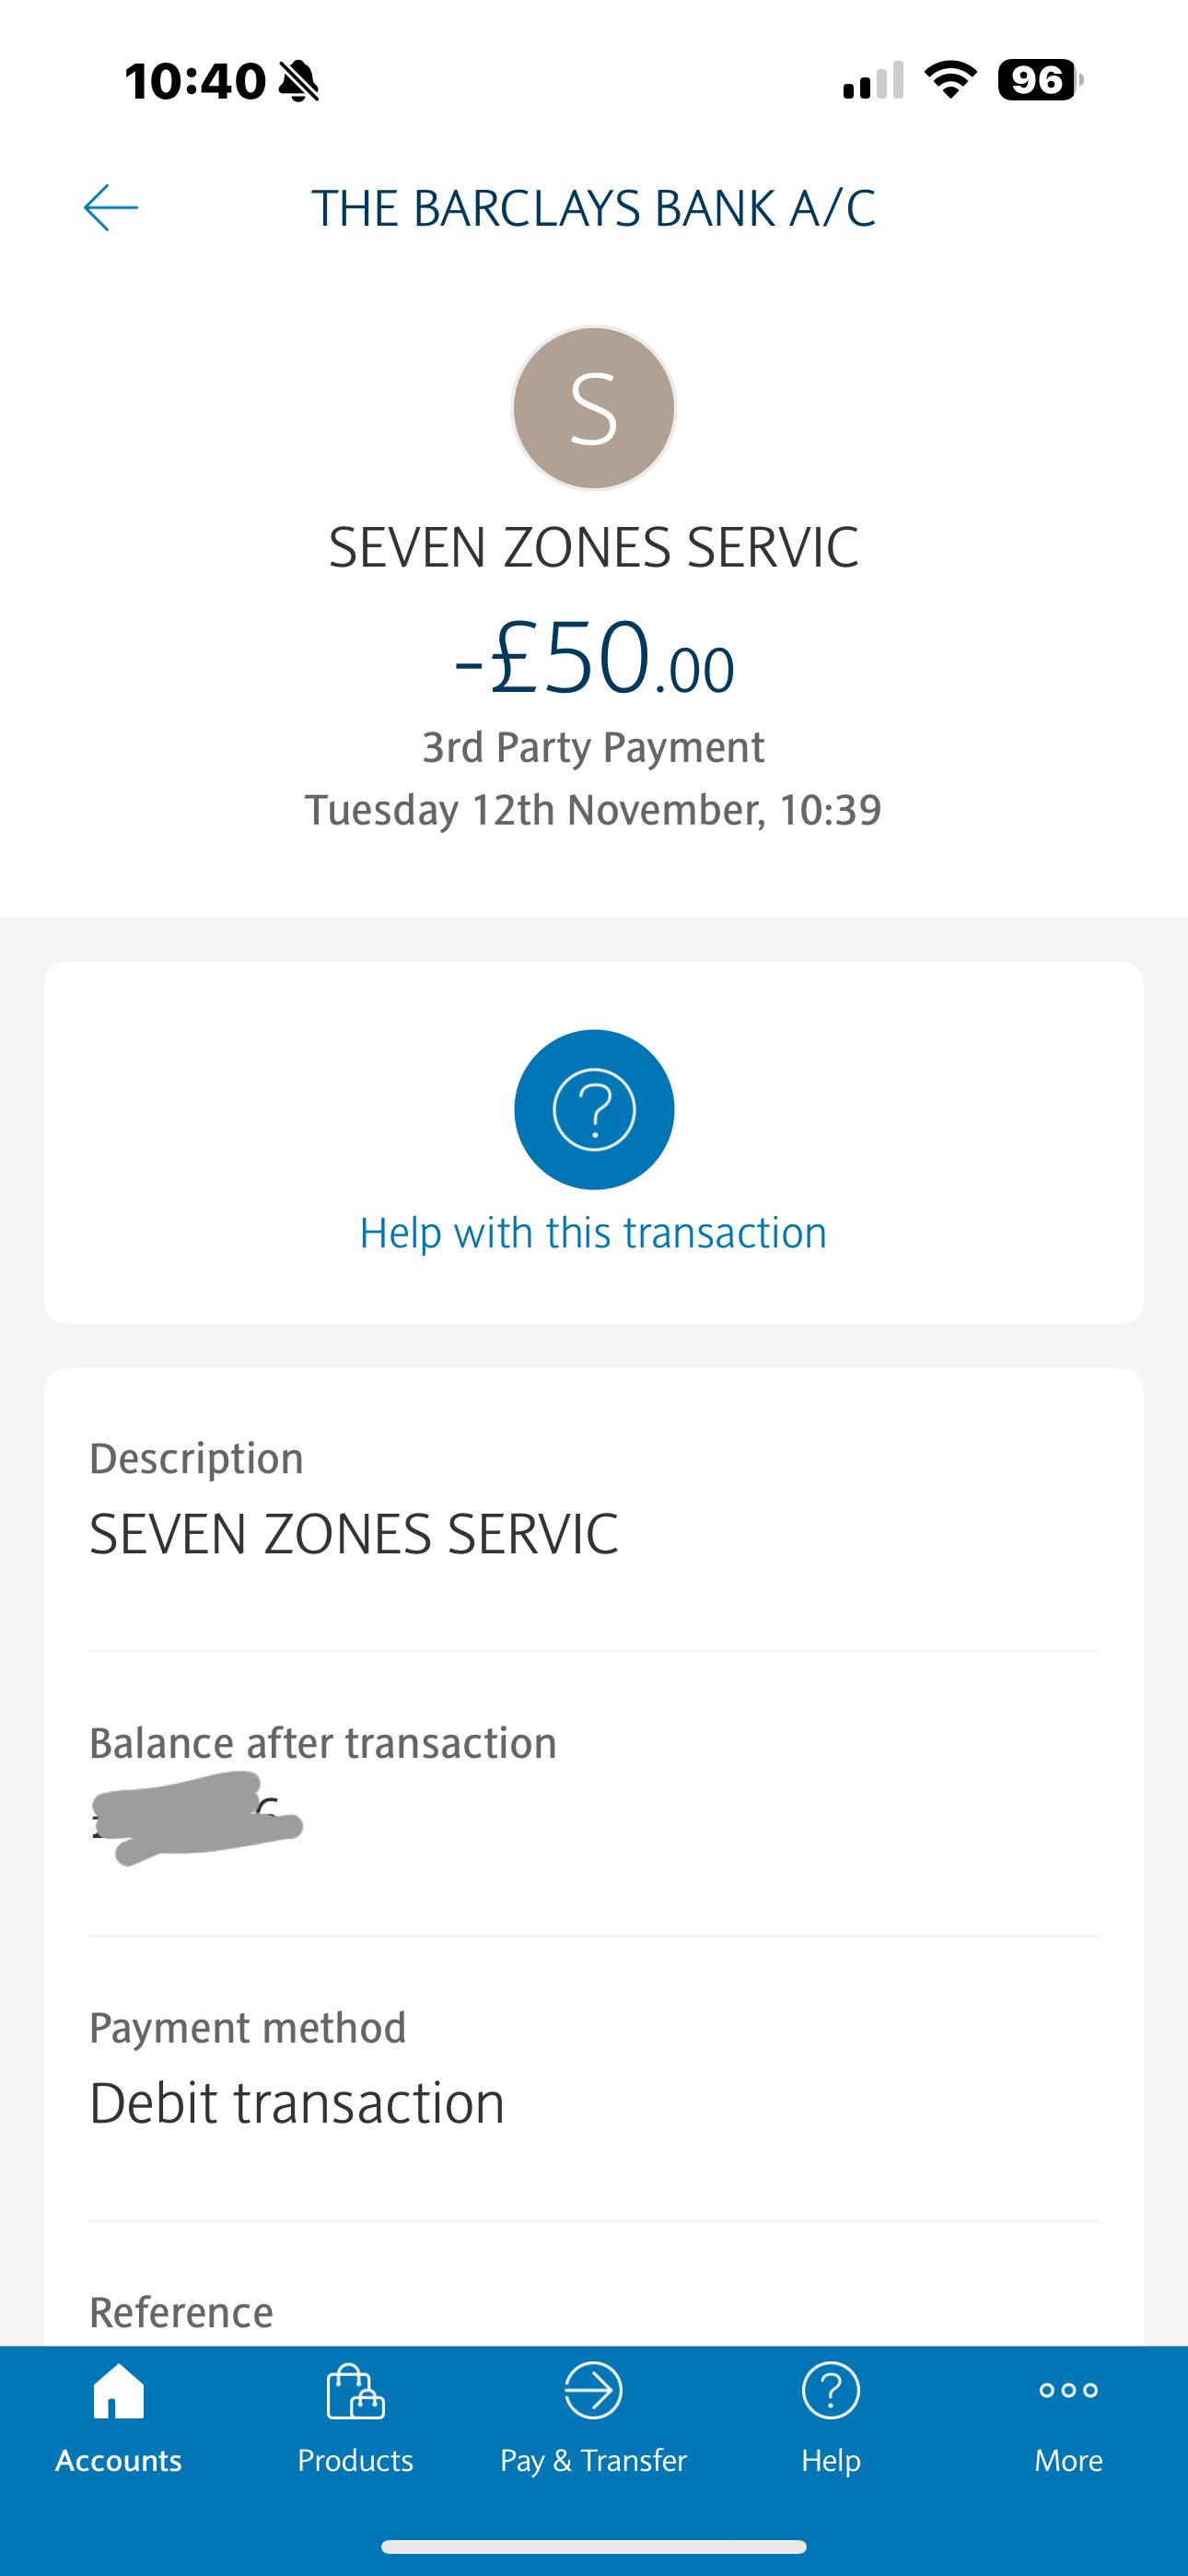 10:40
96
THE BARCLAYS BANK A/C
S
SEVEN ZONES SERVIC
-£50.00
3rd Party Payment
Tuesday 12th November, 10:39
?
Help with this transaction
Description
SEVEN ZONES SERVIC
Balance after transaction
Payment method
Debit transaction
Reference
?
Accounts Products Pay & Transfer Help More